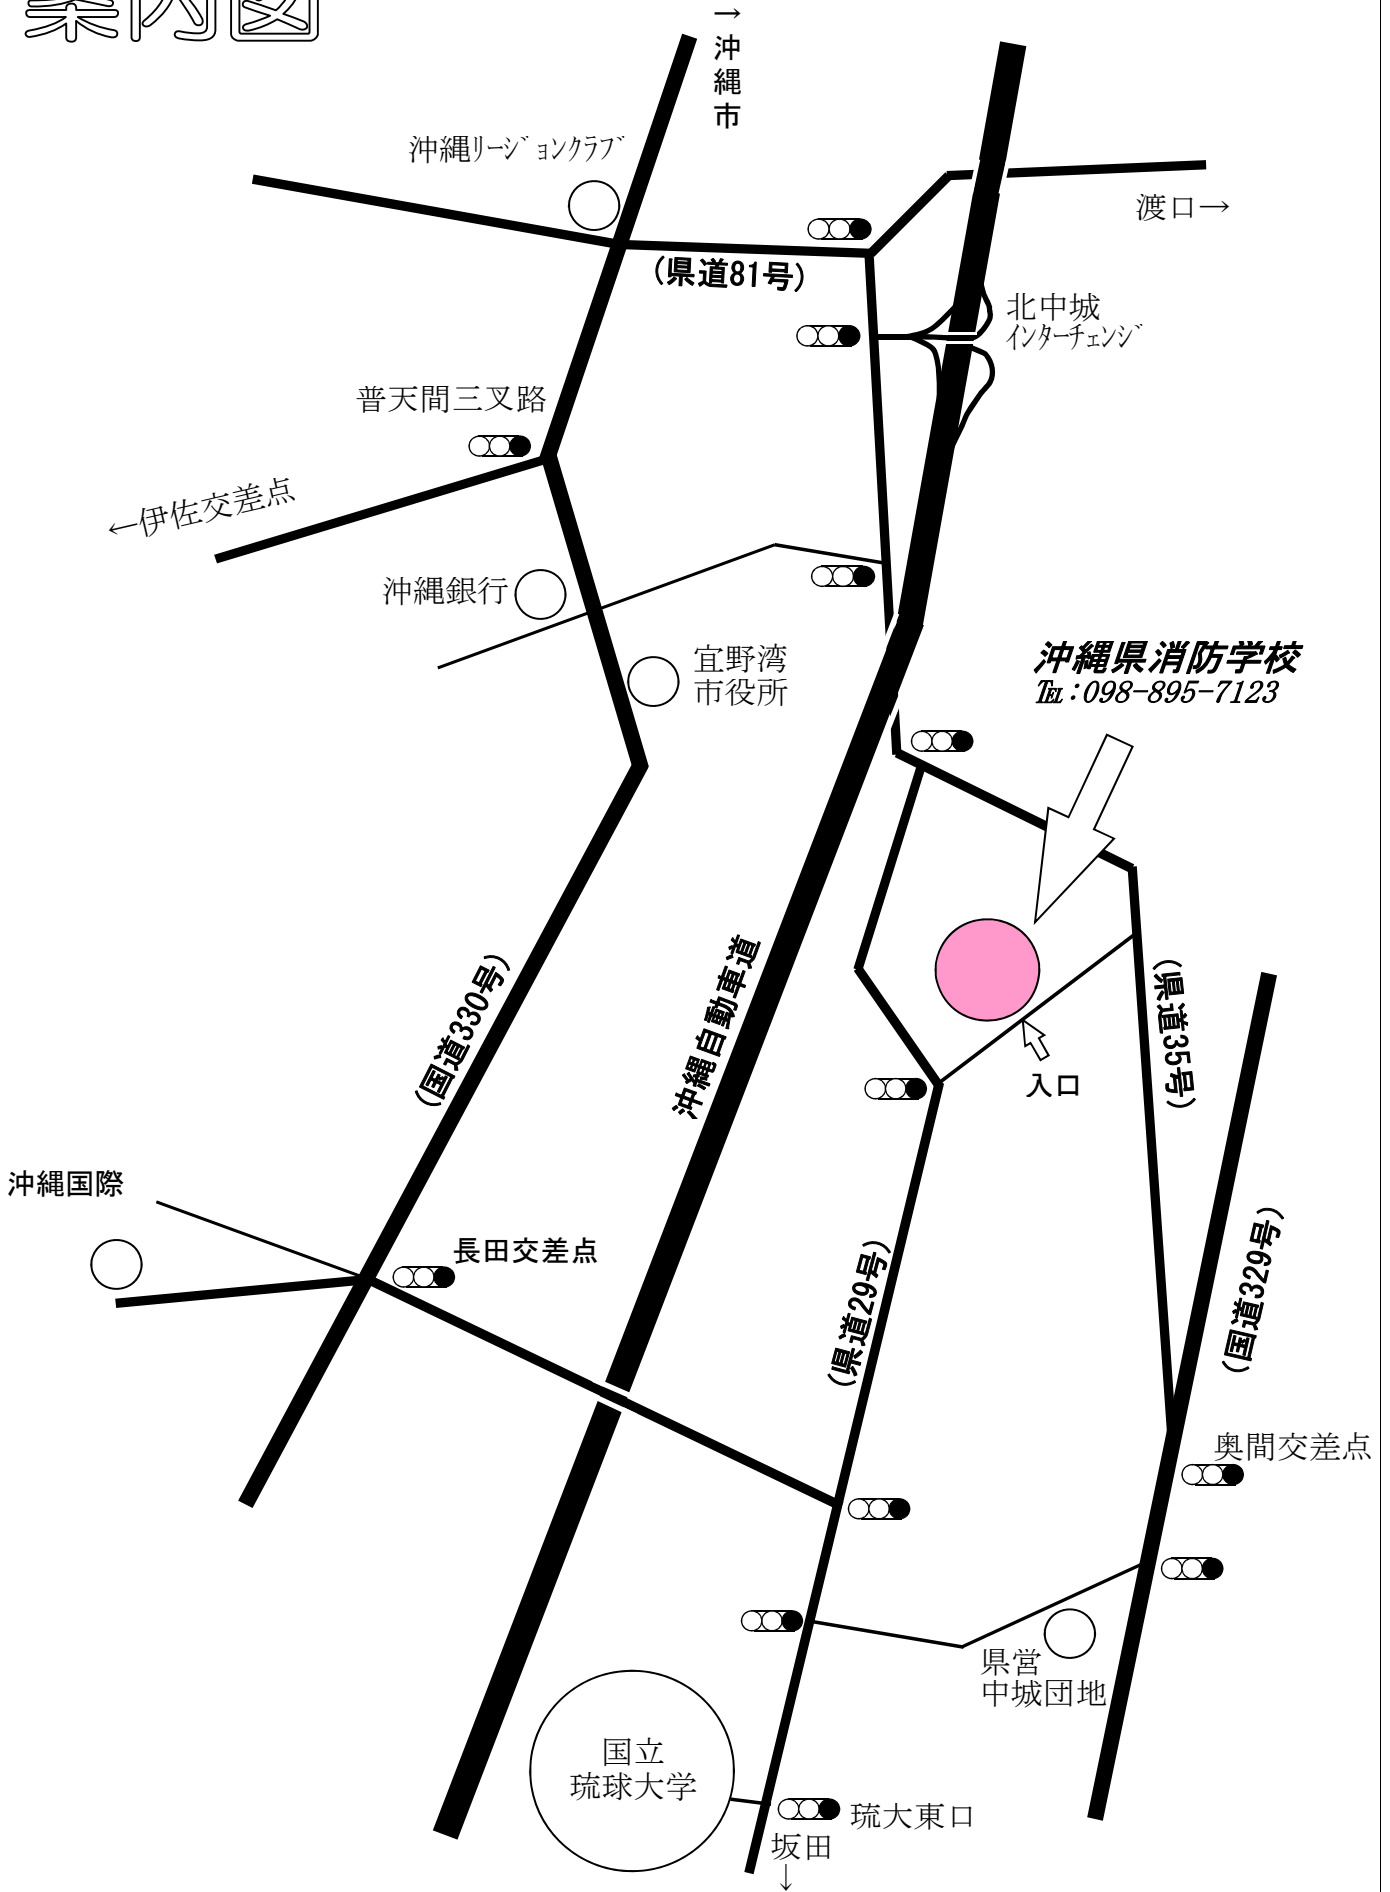 案内図
→沖縄市
沖縄ﾘｰｼﾞｮﾝｸﾗﾌﾞ
渡口→
(県道81号)
北中城
ｲﾝﾀｰﾁｪﾝｼﾞ
普天間三叉路
←伊佐交差点
沖縄銀行
宜野湾
市役所
沖縄県消防学校
℡:098-895-7123
(国道330号)
沖縄自動車道
(県道35号)
入口
沖縄国際
長田交差点
(県道29号)
(国道329号)
奥間交差点
県営
中城団地
国立
琉球大学
琉大東口
坂田
↓